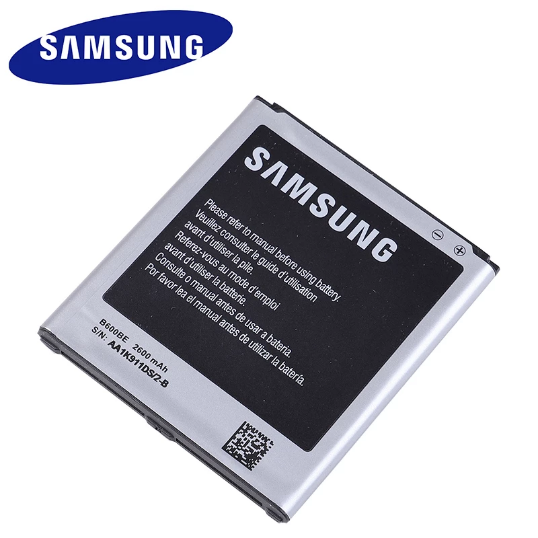 SAMSUNG
SAMSUNG
Please refer to manual before using battery.
Veuillez consulter le guide d'utilisation
avant d'utiliser la pile.
Referez-vous au mode d'emploi
avant d'utiliser la batterie.
Consulte o manual antes de usar a bateria.
Por favor lea el manual antes de utilizar la batería.
B600BE 2600 mAh
S/N: AA1K911DS/2-B